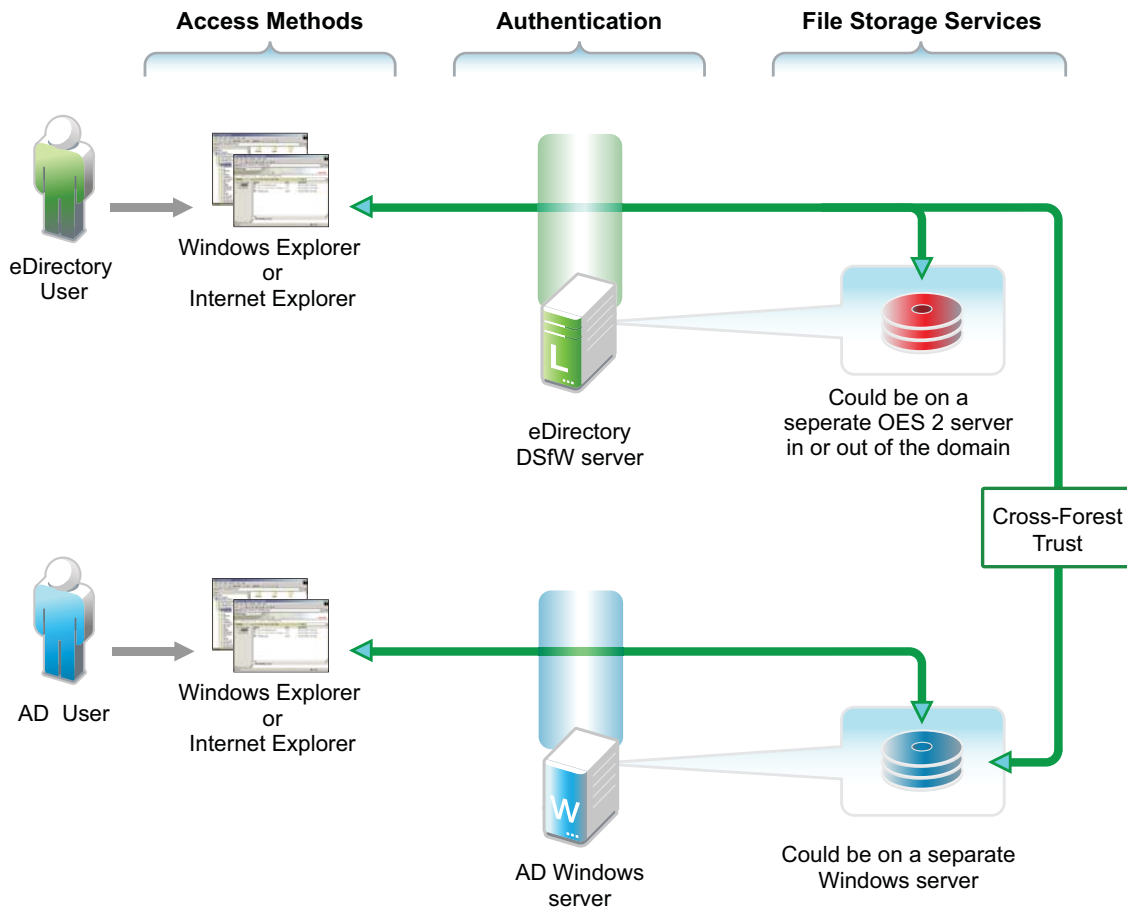 Access Methods
Authentication
File Storage Services
eDirectory
User
Windows Explorer
or
Internet Explorer
L
eDirectory
DSfW server
Could be on a
seperate OES 2 server
in or out of the domain
Cross-Forest
Trust
AD User
Windows Explorer
or
Internet Explorer
W
AD Windows
server
Could be on a separate
Windows server